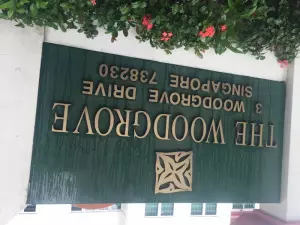 THE WOODGROVE
3 WOODGROVE DRIVE
SINGAPORE 738230